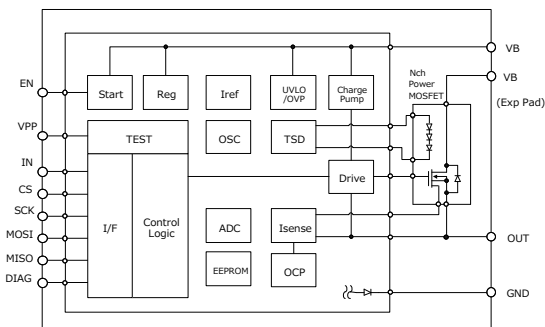 VB
Nch
Power
MOSFET
VB
(Exp Pad)
EN
Start
Reg
Iref
UVLO
/OVP
Charge
Pump
VPP
TEST
OSC
TSD
IN
CS
SCK
MOSI
MISO
DIAG
I/F
Control
Logic
Drive
ADC
Isense
EEPROM
OCP
OUT
GND